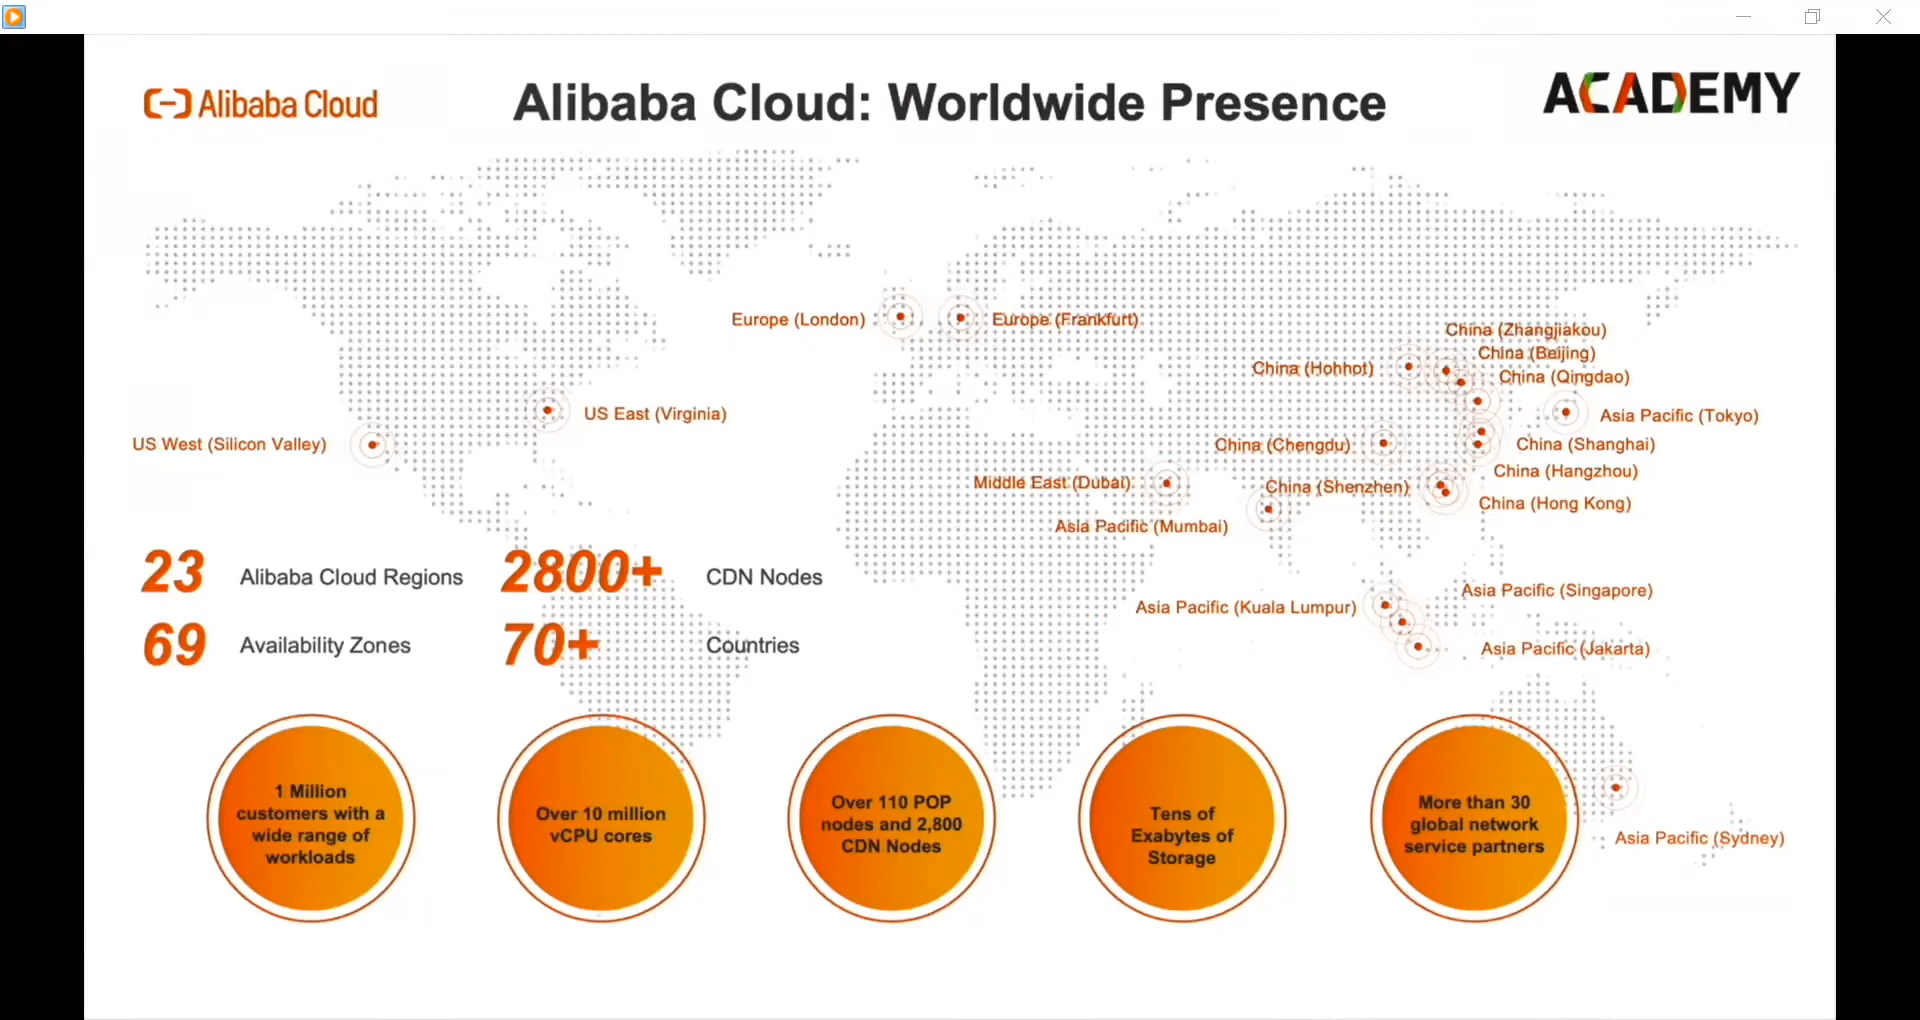 Alibaba Cloud
Alibaba Cloud: Worldwide Presence
ACADEMY
Europe (London)
Europe (Frankfurt)
China (Zhangjiakou)
China (Beijing)
China (Hohhot)
China (Qingdao)
US East (Virginia)
Asia Pacific (Tokyo)
US West (Silicon Valley)
China (Chengdu)
China (Shanghai)
China (Hangzhou)
Middle East (Dubai)
China (Shenzhen)
China (Hong Kong)
Asia Pacific (Mumbai)
23 Alibaba Cloud Regions
2800+ CDN Nodes
Asia Pacific (Singapore)
Asia Pacific (Kuala Lumpur)
69 Availability Zones
70+ Countries
Asia Pacific (Jakarta)
1 Million
customers with a
wide range of
workloads
Over 10 million
vCPU cores
Over 110 POP
nodes and 2,800
CDN Nodes
Tens of
Exabytes of
Storage
More than 30
global network
service partners
Asia Pacific (Sydney)